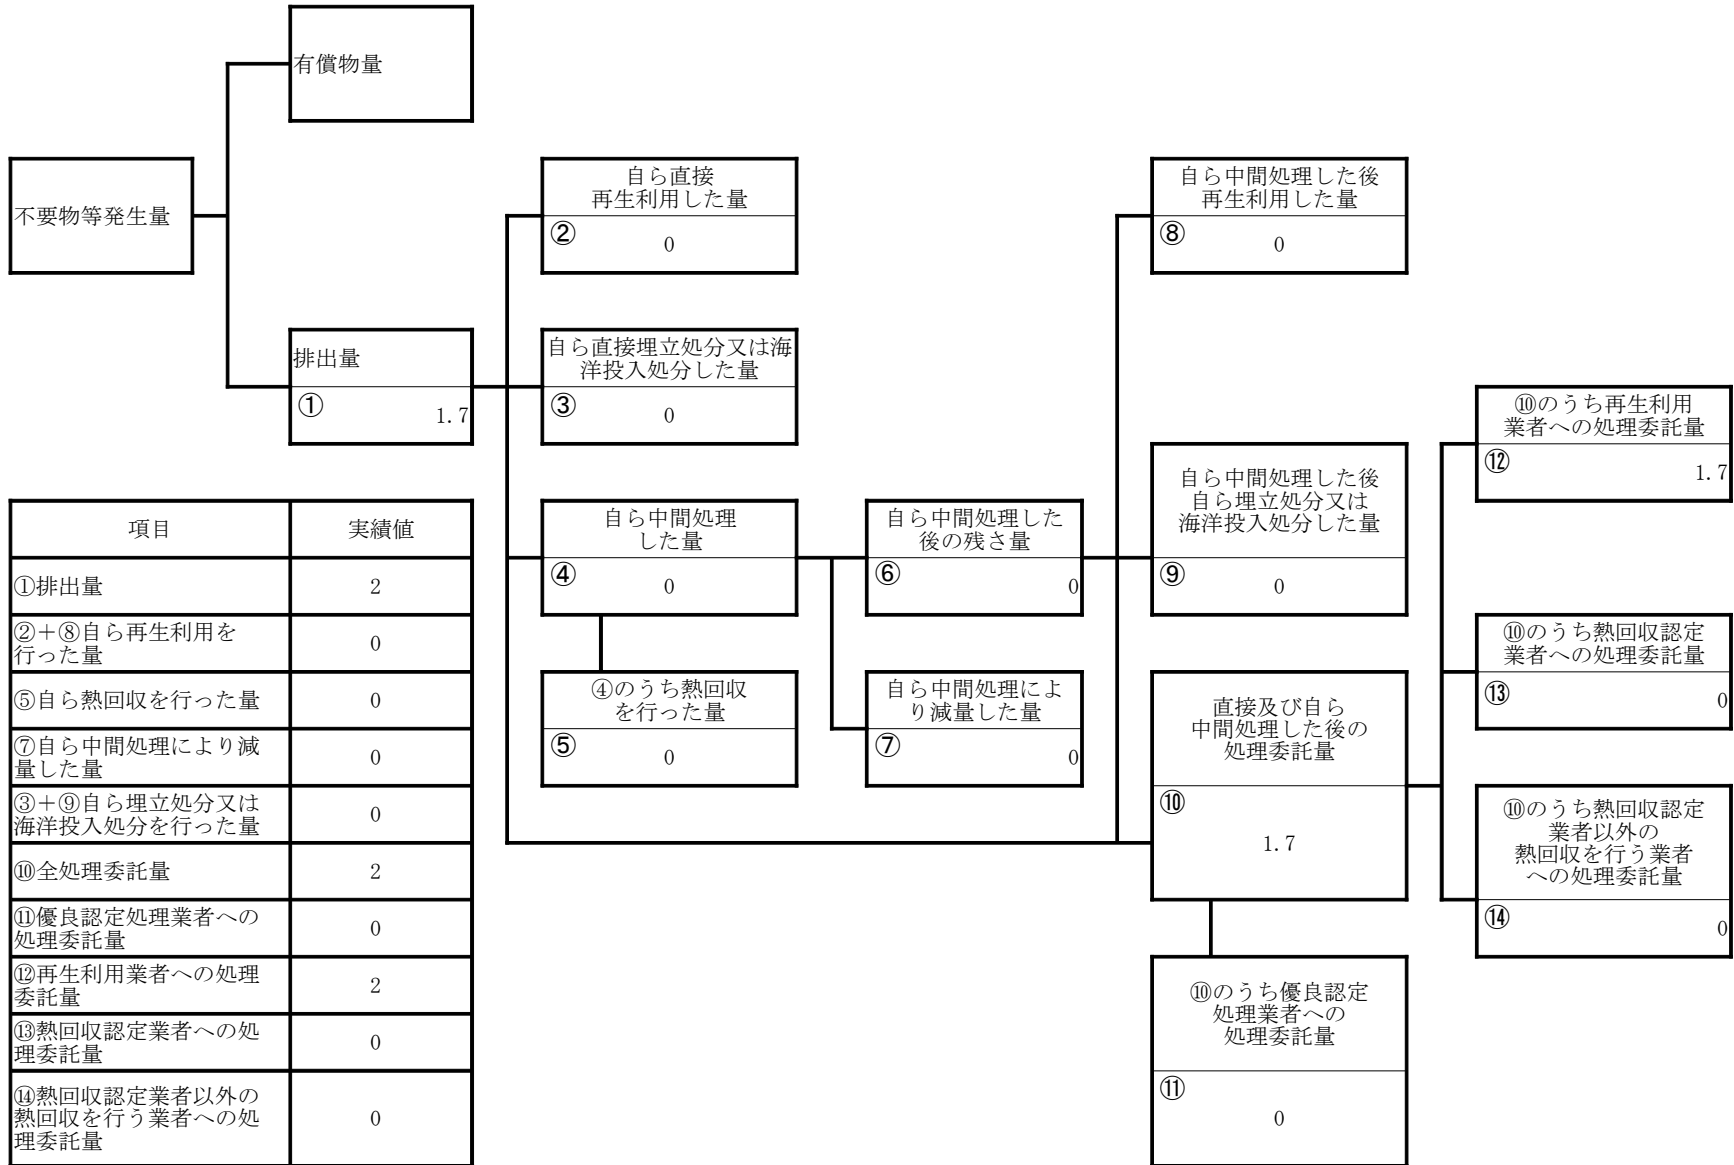 有償物量
不要物等発生量
自ら直接
再生利用した量
②
0
自ら中間処理した後
再生利用した量
⑧
0
排出量
①
1.7
自ら直接埋立処分又は海
洋投入処分した量
③
0
⑩のうち再生利用
業者への処理委託量
⑫
1.7
自ら中間処理
した量
④
0
自ら中間処理した
後の残さ量
⑥
0
自ら中間処理した後
自ら埋立処分又は
海洋投入処分した量
⑨
0
⑩のうち熱回収認定
業者への処理委託量
⑬
0
④のうち熱回収
を行った量
⑤
0
自ら中間処理によ
り減量した量
⑦
0
直接及び自ら
中間処理した後の
処理委託量
⑩
1.7
⑩のうち熱回収認定
業者以外の
熱回収を行う業者
への処理委託量
⑭
0
⑩のうち優良認定
処理業者への
処理委託量
⑪
0
項目 実績値
①排出量 2
②＋⑧自ら再生利用を
行った量 0
⑤自ら熱回収を行った量 0
⑦自ら中間処理により減
量した量 0
③＋⑨自ら埋立処分又は
海洋投入処分を行った量 0
⑩全処理委託量 2
⑪優良認定処理業者への
処理委託量 0
⑫再生利用業者への処理
委託量 2
⑬熱回収認定業者への処
理委託量 0
⑭熱回収認定業者以外の
熱回収を行う業者への処
理委託量 0